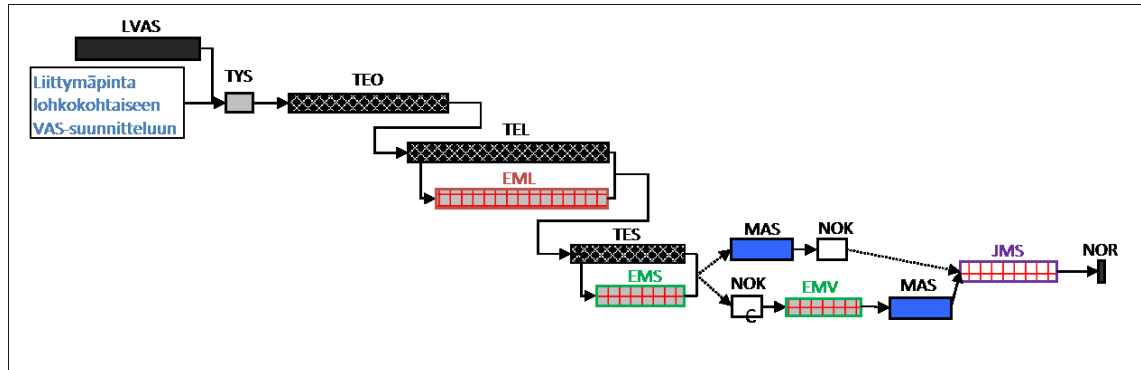 LVAS
Liittymäpinta
lohkokohtaiseen
VAS-suunnitteluun
TYS
TEO
TEL
EML
TES
EMS
MAS
NOK
NOK
C
EMV
MAS
JMS
NOR